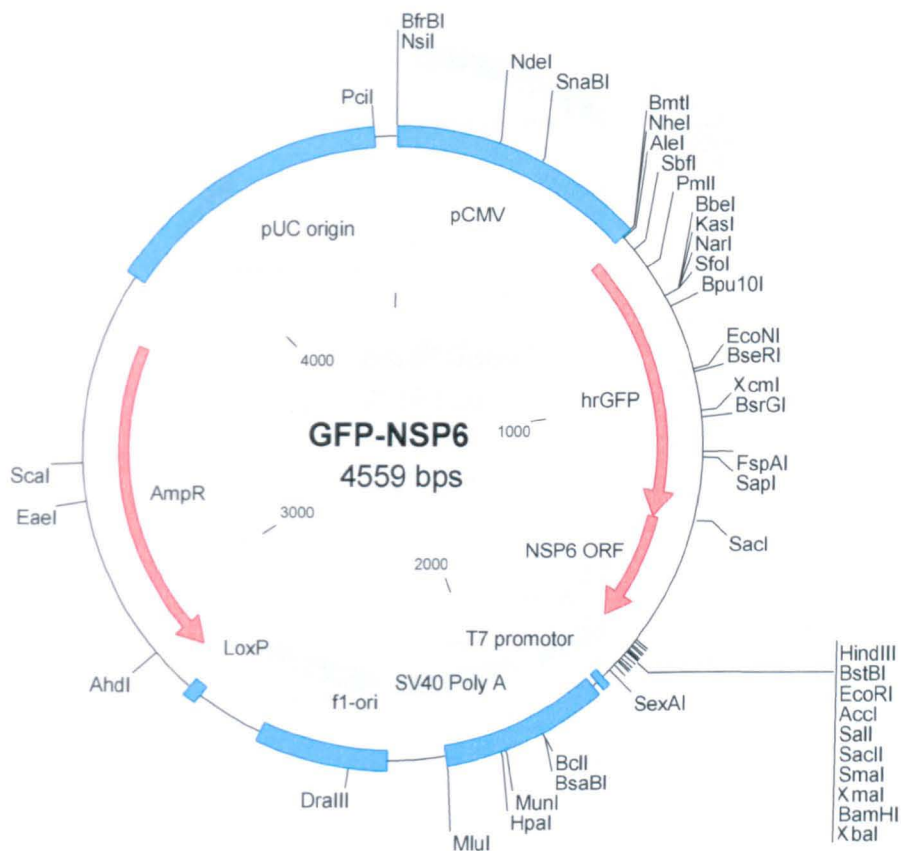 BfrBI
NsiI
NdeI
SnaBI
PciI
BmtI
NheI
AleI
SbfI
PmlI
BbeI
KasI
NarI
SfoI
Bpu10I
pUC origin
pCMV
EcoNI
BseRI
4000
hrGFP
XcmI
BsrGI
1000
GFP-NSP6
4559 bps
FspAI
SapI
ScaI
AmpR
EaeI
3000
SacI
NSP6 ORF
2000
T7 promotor
LoxP
SV40 Poly A
AhdI
f1-ori
SexAI
HindIII
BstBI
EcoRI
AccI
SalI
SacII
SmaI
XmaI
BamHI
XbaI
BclI
BsaBI
DraIII
MunI
HpaI
MluI